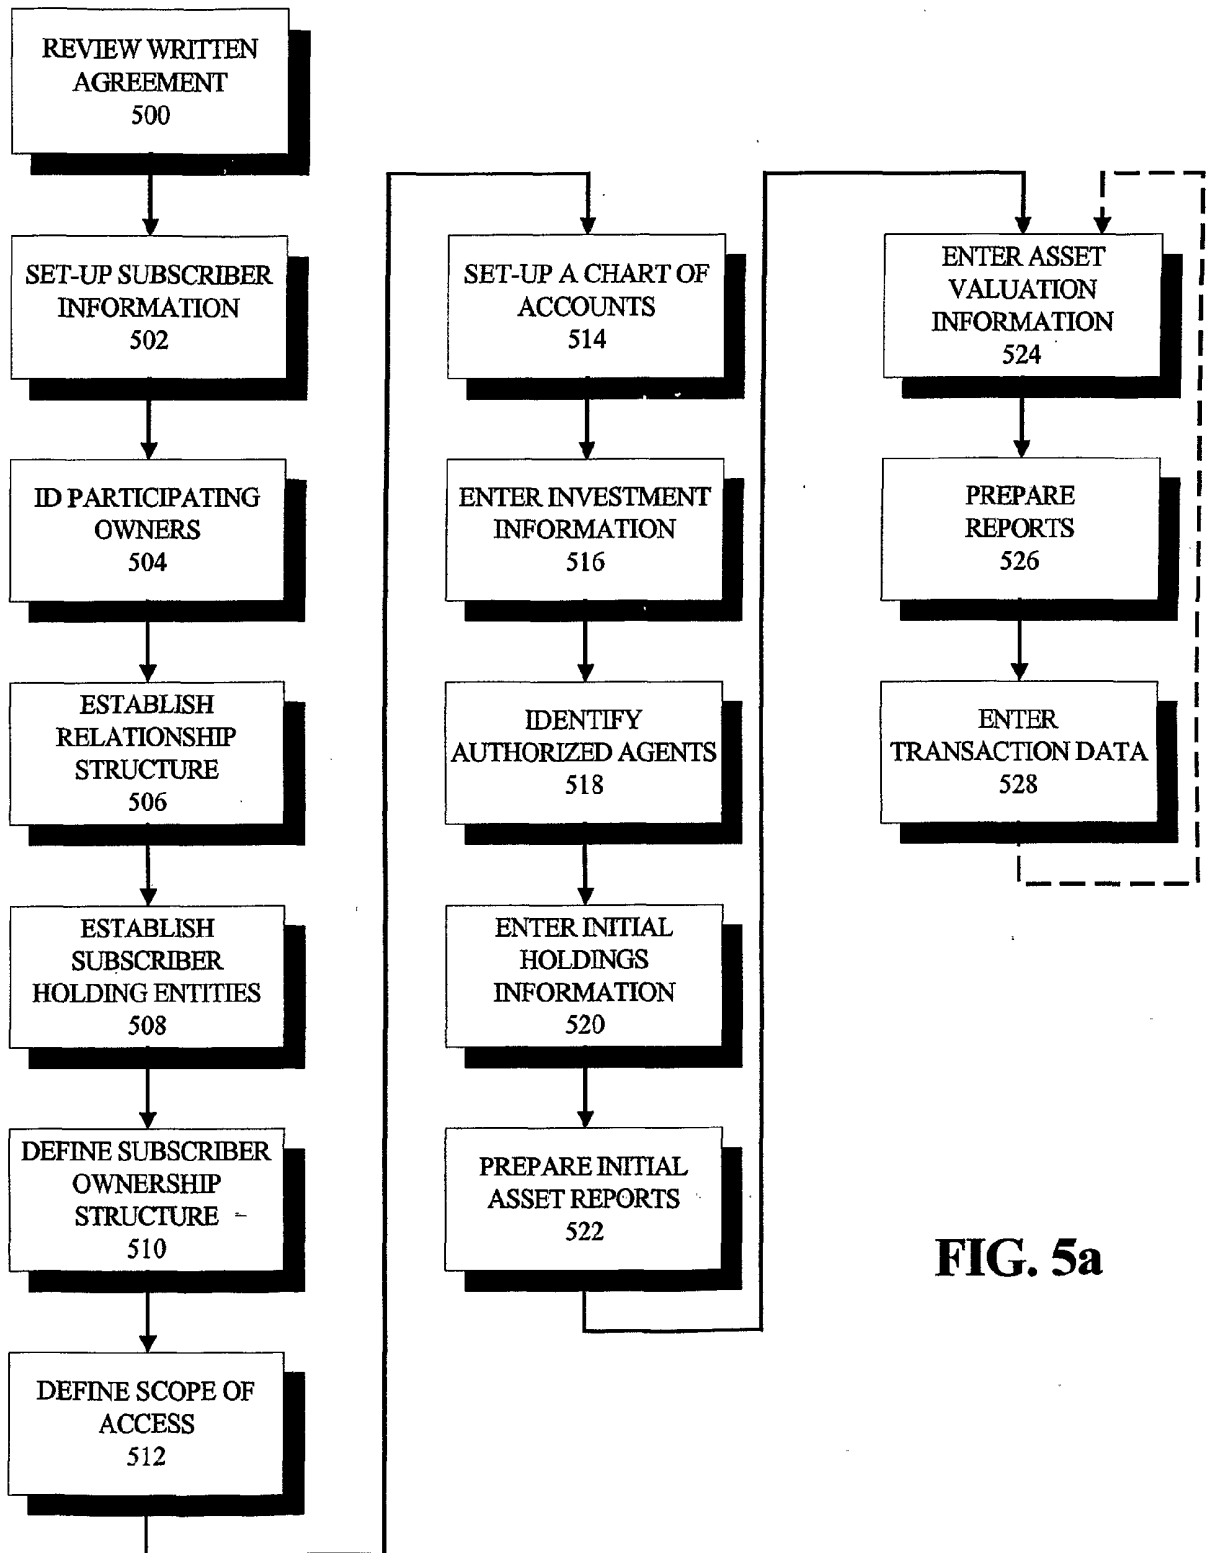 REVIEW WRITTEN
AGREEMENT
500
SET-UP SUBSCRIBER
INFORMATION
502
ID PARTICIPATING
OWNERS
504
ESTABLISH
RELATIONSHIP
STRUCTURE
506
ESTABLISH
SUBSCRIBER
HOLDING ENTITIES
508
DEFINE SUBSCRIBER
OWNERSHIP
STRUCTURE
510
DEFINE SCOPE OF
ACCESS
512
SET-UP A CHART OF
ACCOUNTS
514
ENTER INVESTMENT
INFORMATION
516
IDENTIFY
AUTHORIZED AGENTS
518
ENTER INITIAL
HOLDINGS
INFORMATION
520
PREPARE INITIAL
ASSET REPORTS
522
ENTER ASSET
VALUATION
INFORMATION
524
PREPARE
REPORTS
526
ENTER
TRANSACTION DATA
528
FIG. 5a